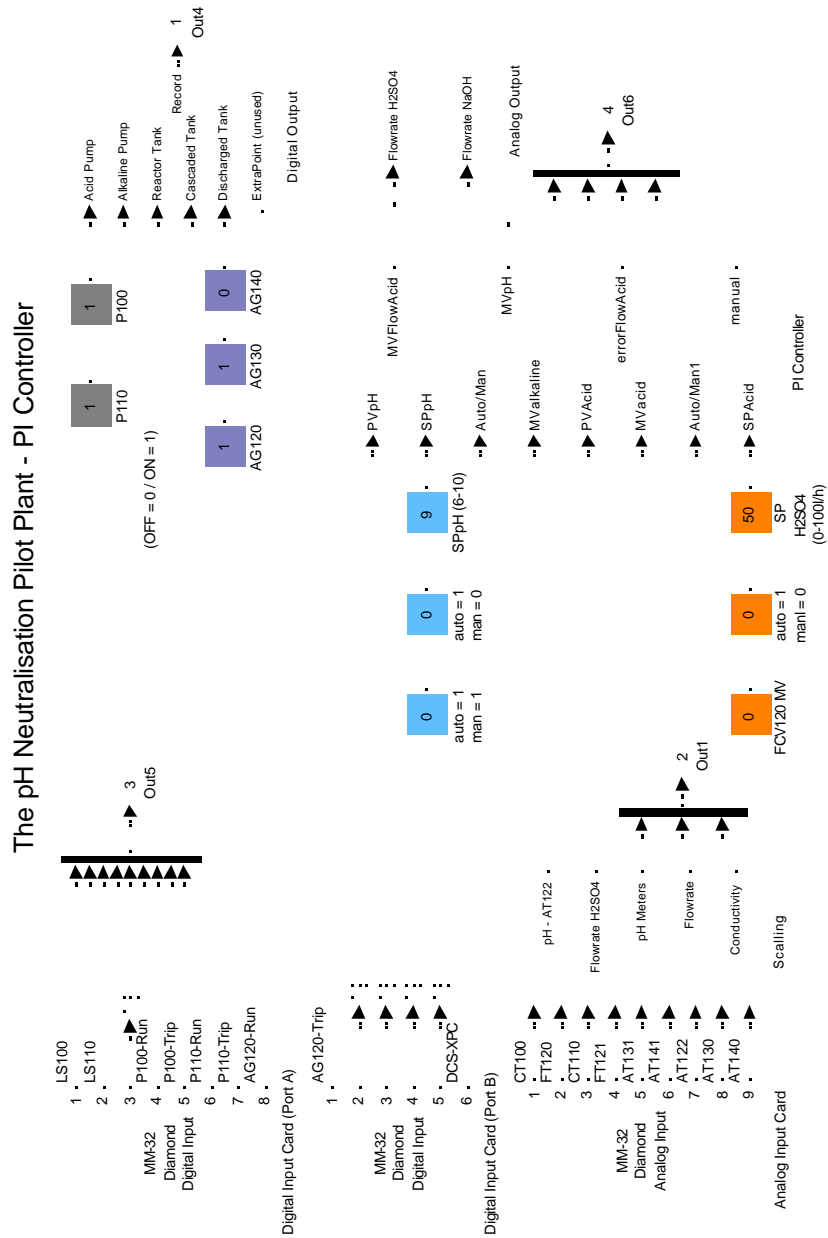 The pH Neutralisation Pilot Plant - PI Controller
LS100
1
LS110
2
3
P100-Run
4
P100-Trip
5
P110-Run
6
P110-Trip
7
AG120-Run
8
MM-32
Diamond
Digital Input
Digital Input Card (Port A)
3
Out5
(OFF = 0 / ON = 1)
1
P110
1
P100
1
AG120
1
AG130
0
AG140
Acid Pump
Alkaline Pump
Reactor Tank
Cascaded Tank
Discharged Tank
ExtraPoint (unused)
Digital Output
Record
1
Out4
AG120-Trip
1
2
3
4
5
DCS-XPC
6
MM-32
Diamond
Digital Input
Digital Input Card (Port B)
0
auto = 1
man = 1
0
auto = 1
man = 0
9
SPpH (6-10)
0
FCV120 MV
0
auto = 1
manl = 0
50
SP
H2SO4
(0-100l/h)
PVpH
SPpH
Auto/Man
MValkaline
PVAcid
MVacid
Auto/Man1
SPAcid
MVFlowAcid
MVpH
errorFlowAcid
manual
PI Controller
Flowrate H2SO4
Flowrate NaOH
Analog Output
4
Out6
CT100
1
FT120
2
CT110
3
FT121
4
AT131
5
AT141
6
AT122
7
AT130
8
AT140
9
MM-32
Diamond
Analog Input
Analog Input Card
pH - AT122
Flowrate H2SO4
pH Meters
Flowrate
Conductivity
Scalling
2
Out1